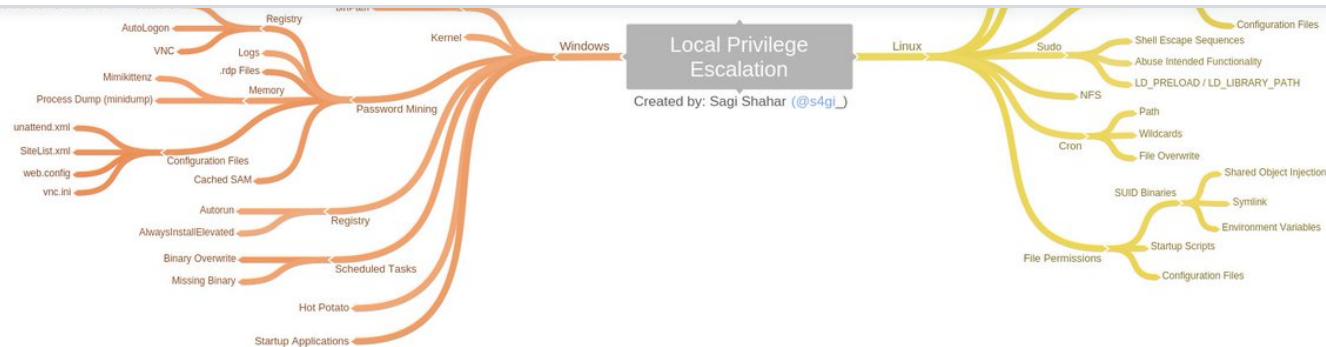 Local Privilege
Escalation
Created by: Sagi Shahar (@s4gi_)
Windows
Kernel
Password Mining
Registry
AutoLogon
VNC
Logs
.rdp Files
Memory
Mimikittenz
Process Dump (minidump)
Configuration Files
unattend.xml
SiteList.xml
web.config
vnc.ini
Cached SAM
Registry
Autorun
AlwaysInstallElevated
Scheduled Tasks
Binary Overwrite
Missing Binary
Hot Potato
Startup Applications
Linux
Configuration Files
Sudo
Shell Escape Sequences
Abuse Intended Functionality
LD_PRELOAD / LD_LIBRARY_PATH
NFS
Cron
Path
Wildcards
File Overwrite
File Permissions
SUID Binaries
Shared Object Injection
Symlink
Environment Variables
Startup Scripts
Configuration Files